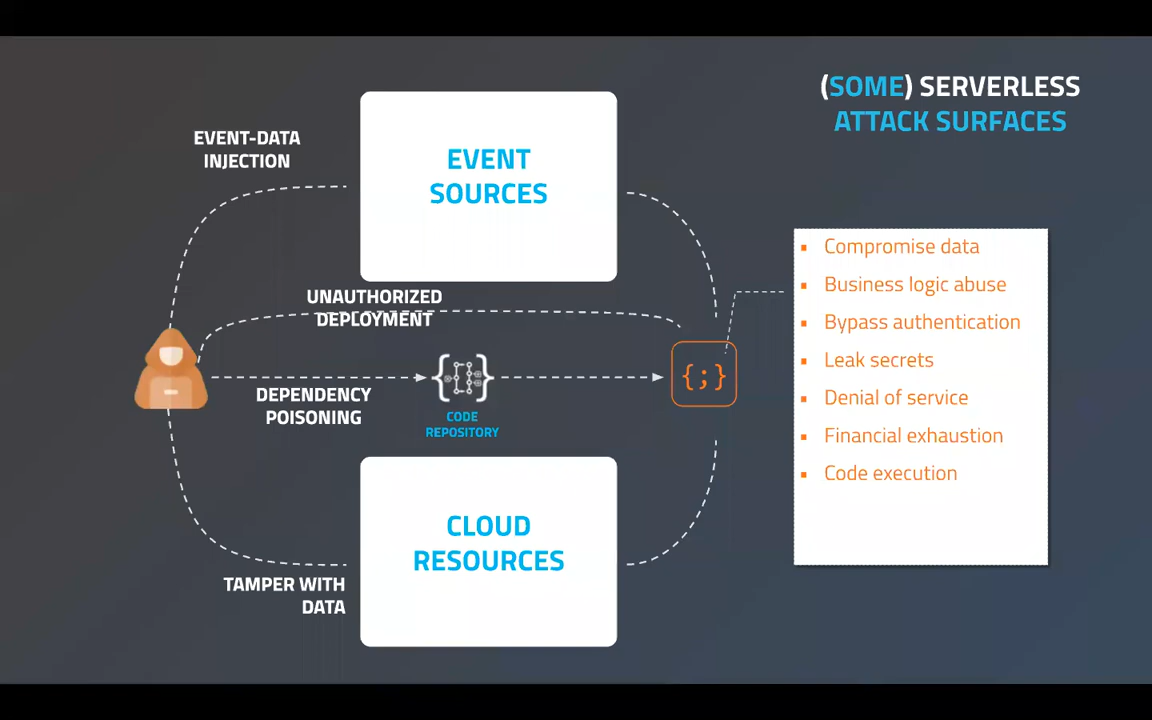 (SOME) SERVERLESS
ATTACK SURFACES
EVENT-DATA
INJECTION
EVENT
SOURCES
UNAUTHORIZED
DEPLOYMENT
DEPENDENCY
POISONING
CODE
REPOSITORY
{;}
CLOUD
RESOURCES
TAMPER WITH
DATA
▪ Compromise data
▪ Business logic abuse
▪ Bypass authentication
▪ Leak secrets
▪ Denial of service
▪ Financial exhaustion
▪ Code execution